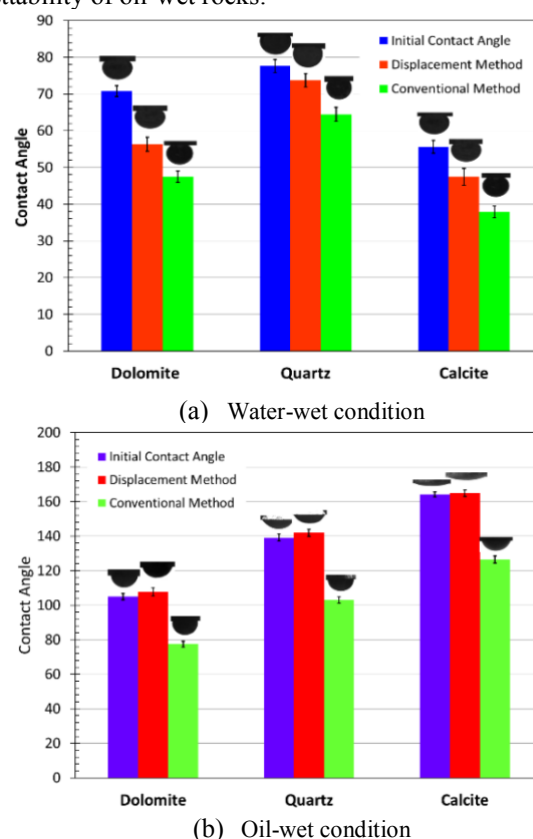 of oil-wet rocks.
90
80
70
60
50
40
30
20
10
0
Contact Angle
Initial Contact Angle
Displacement Method
Conventional Method
Dolomite Quartz Calcite
(a) Water-wet condition
200
180
160
140
120
100
80
60
40
20
0
Contact Angle
Initial Contact Angle
Displacement Method
Conventional Method
Dolomite Quartz Calcite
(b) Oil-wet condition